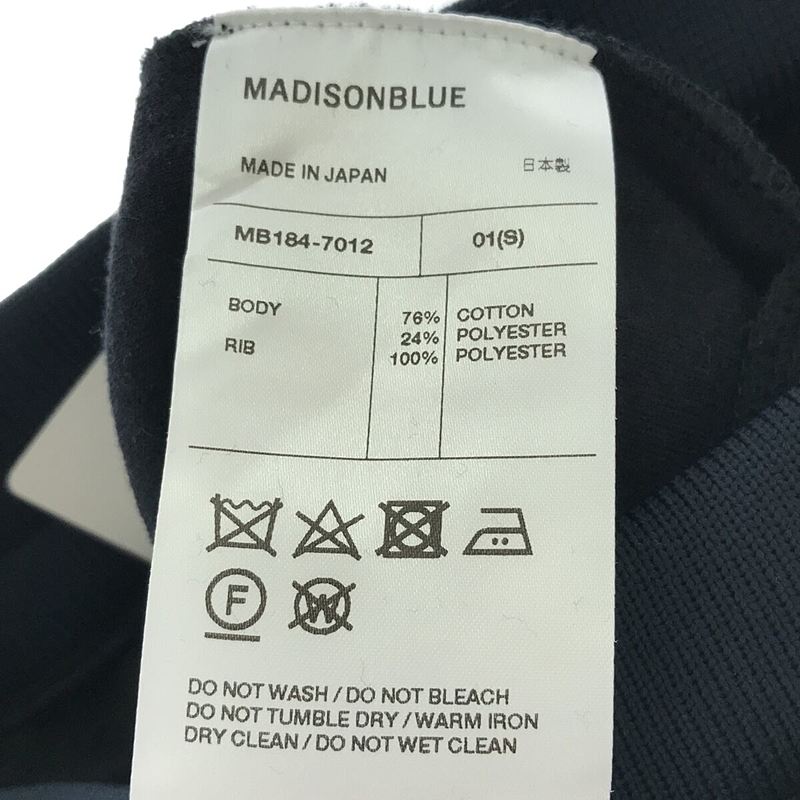 MADISONBLUE
MADE IN JAPAN 日本製
MB184-7012 01(S)
BODY 76% COTTON
24% POLYESTER
RIB 100% POLYESTER
F
W
DO NOT WASH / DO NOT BLEACH
DO NOT TUMBLE DRY / WARM IRON
DRY CLEAN / DO NOT WET CLEAN